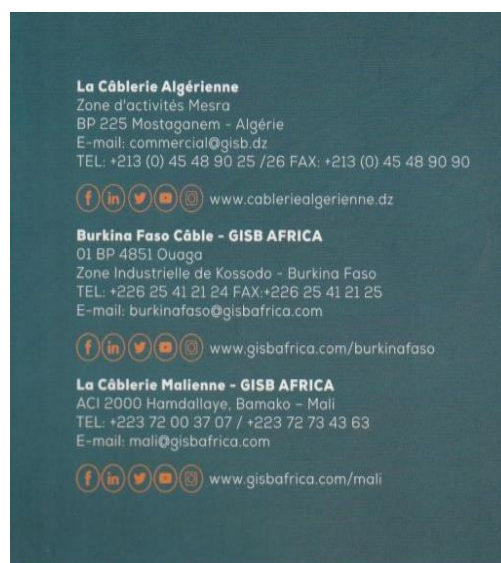 La Câblerie Algérienne
Zone d'activités Mesra
BP 225 Mostaganem - Algérie
E-mail: commercial@gisb.dz
TEL: +213 (0) 45 48 90 25 /26 FAX: +213 (0) 45 48 90 90
www.cableriealgerienne.dz
Burkina Faso Câble - GISB AFRICA
01 BP 4851 Ouaga
Zone Industrielle de Kossodo - Burkina Faso
TEL: +226 25 41 21 24 FAX:+226 25 41 21 25
E-mail: burkinafaso@gisbafrica.com
www.gisbafrica.com/burkinafaso
La Câblerie Malienne - GISB AFRICA
ACI 2000 Hamdallaye, Bamako – Mali
TEL: +223 72 00 37 07 / +223 72 73 43 63
E-mail: mali@gisbafrica.com
www.gisbafrica.com/mali